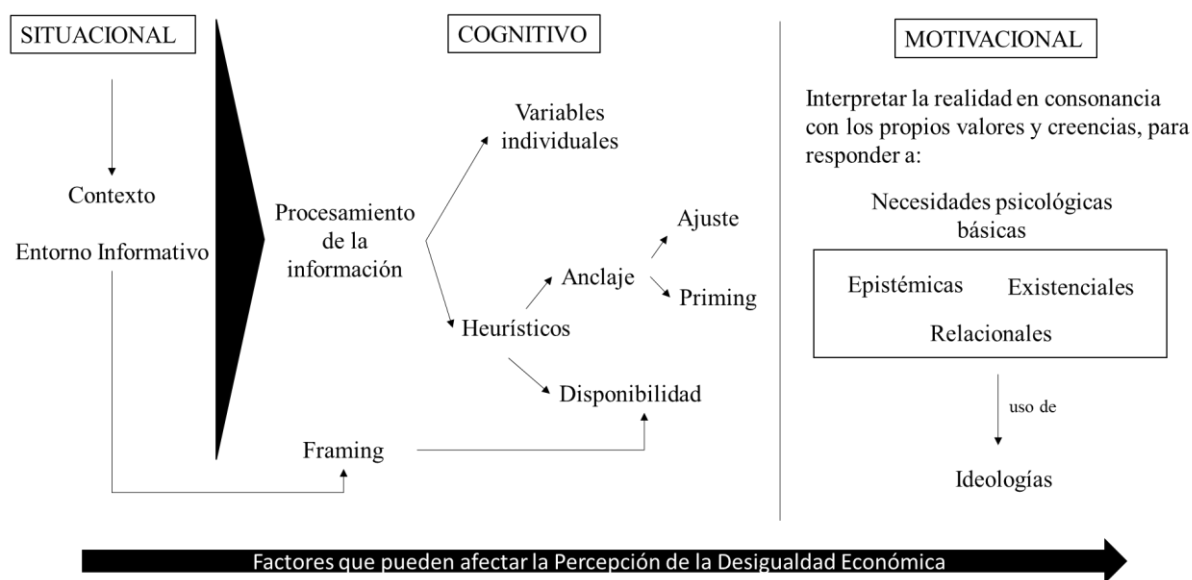 SITUACIONAL
Contexto
Entorno Informativo
COGNITIVO
Procesamiento
de la
información
Variables
individuales
Heurísticos
Anclaje
Ajuste
Priming
Disponibilidad
Framing
MOTIVACIONAL
Interpretar la realidad en consonancia
con los propios valores y creencias, para
responder a:
Necesidades psicológicas
básicas
Epistémicas
Existenciales
Relacionales
uso de
Ideologías
Factores que pueden afectar la Percepción de la Desigualdad Económica